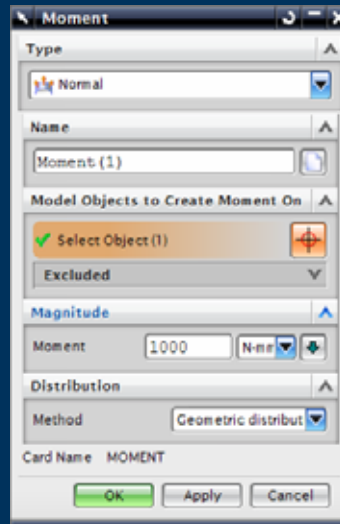 Moment
Type
Normal
Name
Moment(1)
Model Objects to Create Moment On
Select Object (1)
Excluded
Magnitude
Moment 1000 N-mm
Distribution
Method Geometric distribut
Card Name MOMENT
OK Apply Cancel